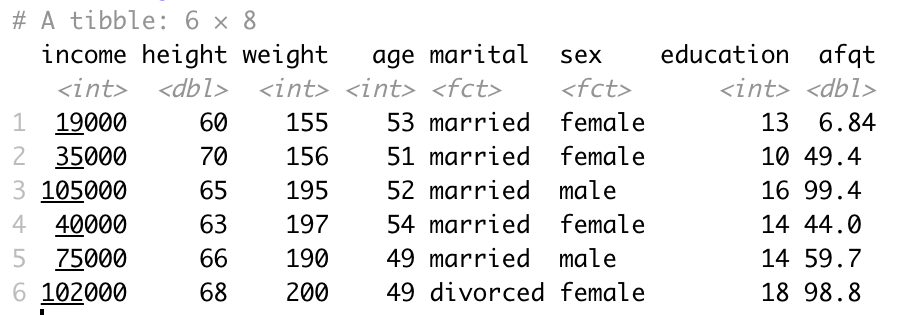 # A tibble: 6 × 8
income height weight age marital sex education afqt
<int> <dbl> <int> <int> <fct> <fct> <int> <dbl>
1 19000 60 155 53 married female 13 6.84
2 35000 70 156 51 married female 10 49.4
3 105000 65 195 52 married male 16 99.4
4 40000 63 197 54 married female 14 44.0
5 75000 66 190 49 married male 14 59.7
6 102000 68 200 49 divorced female 18 98.8